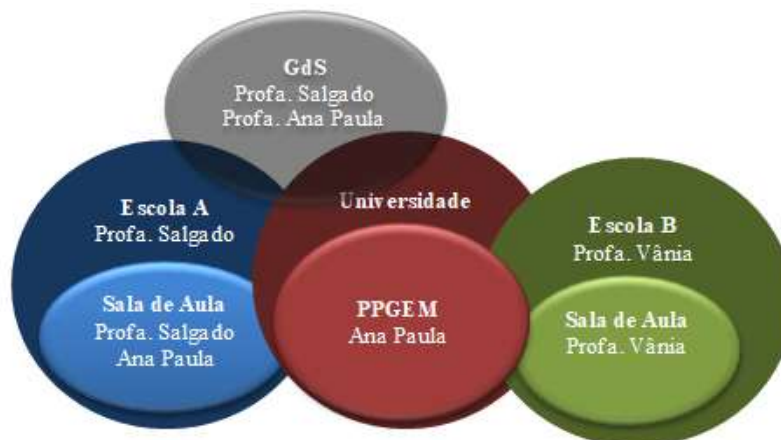 GdS
Profa. Salgado
Profa. Ana Paula
Escola A
Profa. Salgado
Universidade
Escola B
Profa. Vânia
Sala de Aula
Profa. Salgado
Ana Paula
PPGEM
Ana Paula
Sala de Aula
Profa. Vânia